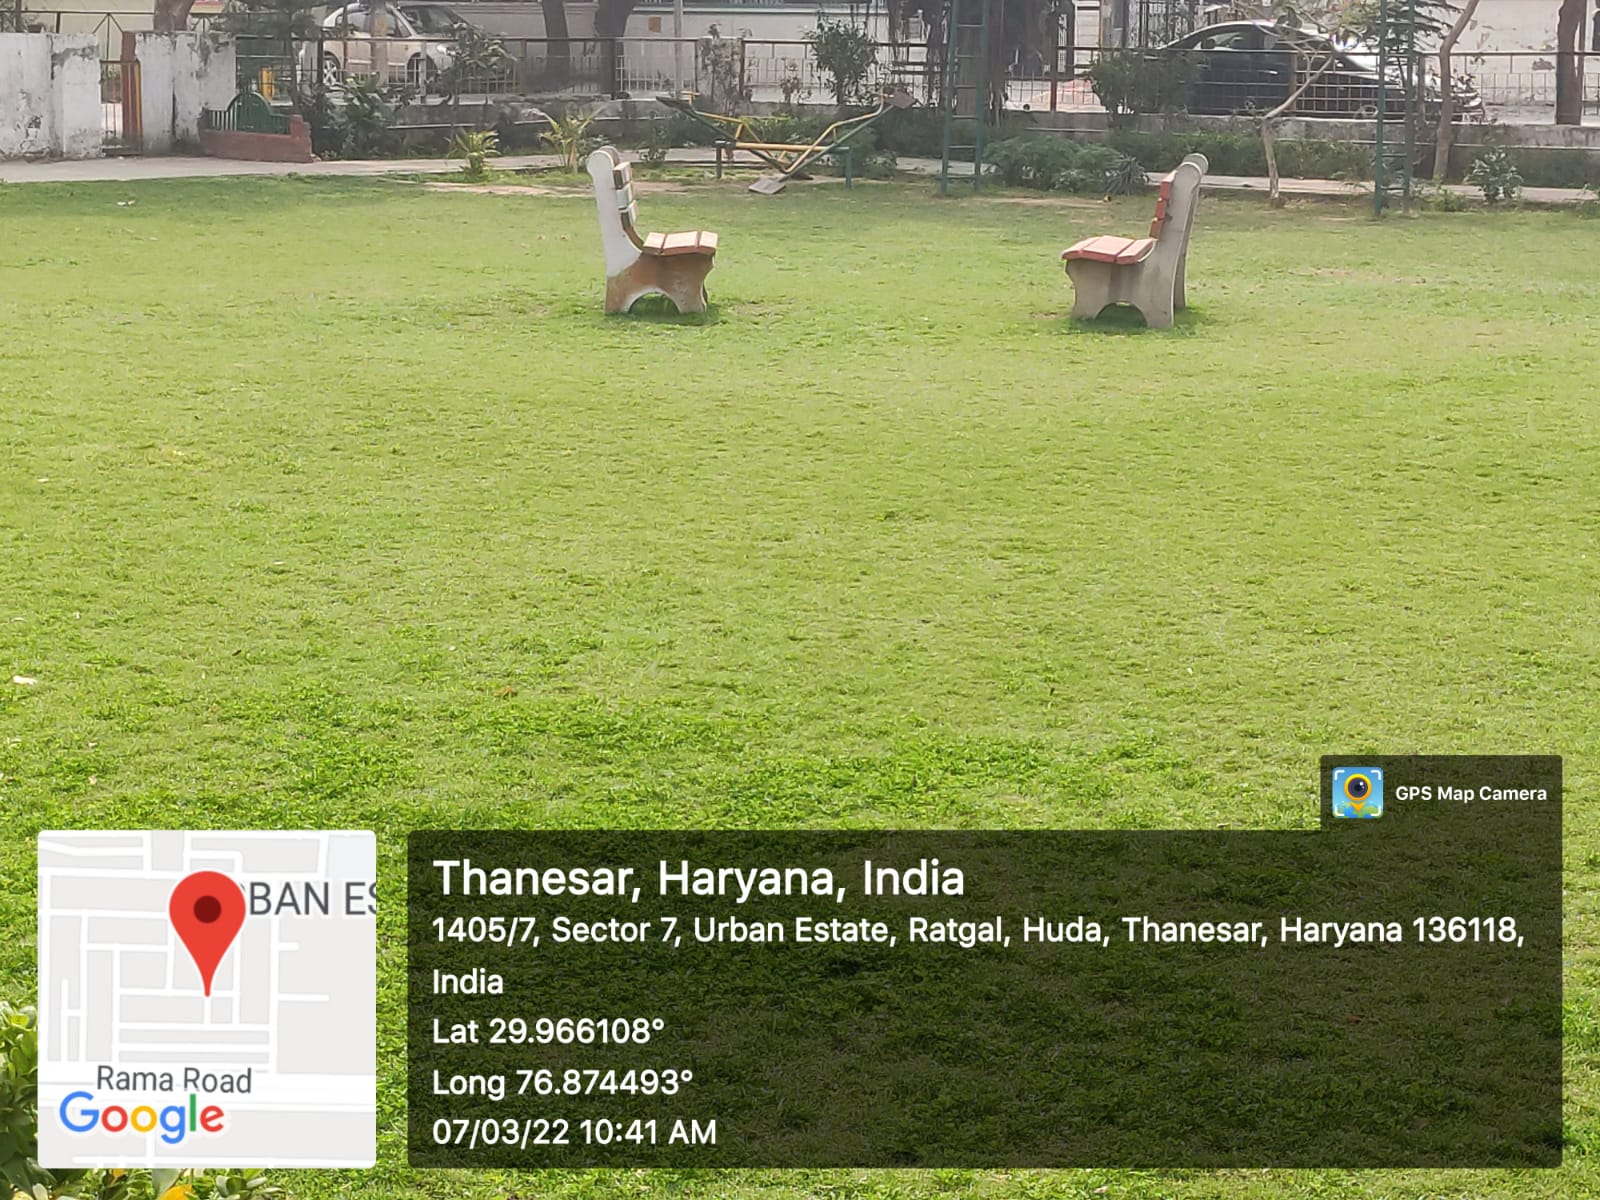 GPS Map Camera
Thanesar, Haryana, India
1405/7, Sector 7, Urban Estate, Ratgal, Huda, Thanesar, Haryana 136118,
India
Lat 29.966108°
Long 76.874493°
07/03/22 10:41 AM
BAN ES
Rama Road
Google